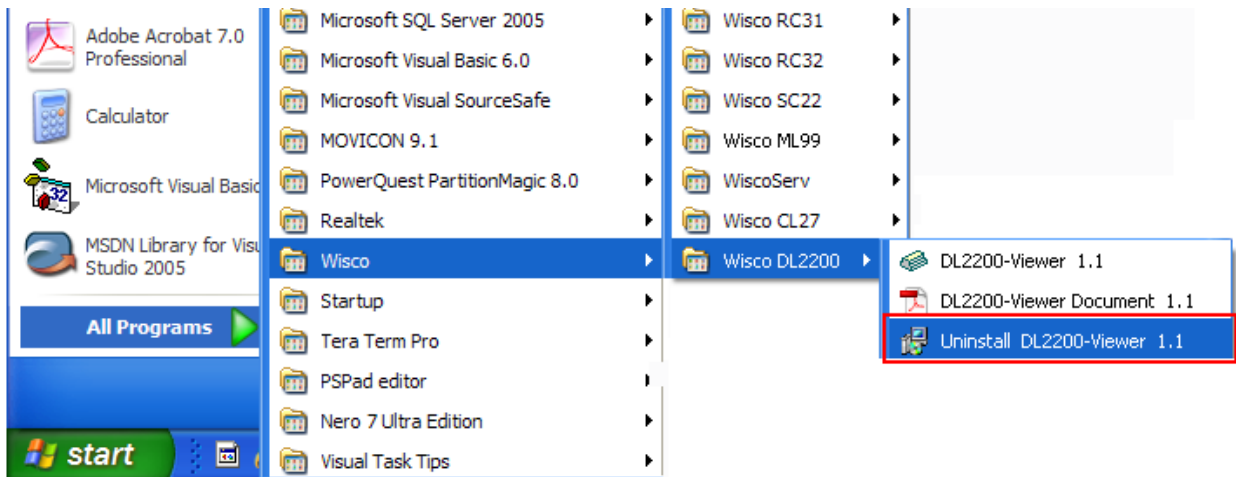 Adobe Acrobat 7.0
Professional
Calculator
32
Microsoft Visual Basic
MSDN Library for Visu
Studio 2005
All Programs
start
Microsoft SQL Server 2005
Microsoft Visual Basic 6.0
Microsoft Visual SourceSafe
MOVICON 9.1
PowerQuest PartitionMagic 8.0
Realtek
Wisco
Startup
Tera Term Pro
PSPad editor
Nero 7 Ultra Edition
Visual Task Tips
Wisco RC31
Wisco RC32
Wisco SC22
Wisco ML99
WiscoServ
Wisco CL27
Wisco DL2200
DL2200-Viewer 1.1
DL2200-Viewer Document 1.1
Uninstall DL2200-Viewer 1.1